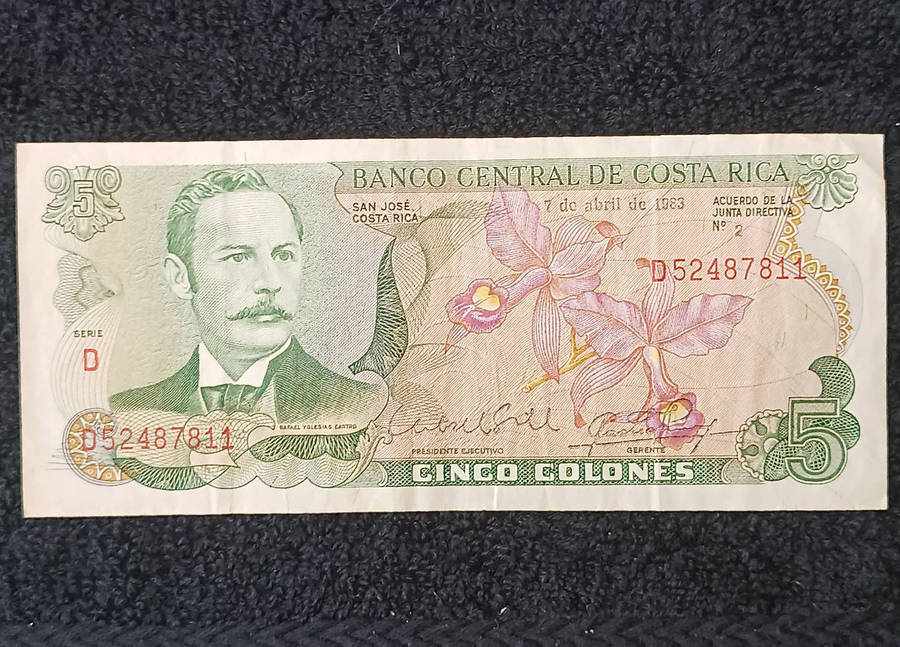 5
BANCO CENTRAL DE COSTA RICA
SAN JOSÉ
COSTA RICA
7 de abril de 1983
ACUERDO DE LA
JUNTA DIRECTIVA
Nº 2
D52487811
SERIE
D
D52487811
RAFAEL YGLESIAS CASTRO
PRESIDENTE EJECUTIVO
GERENTE
CINCO COLONES
5